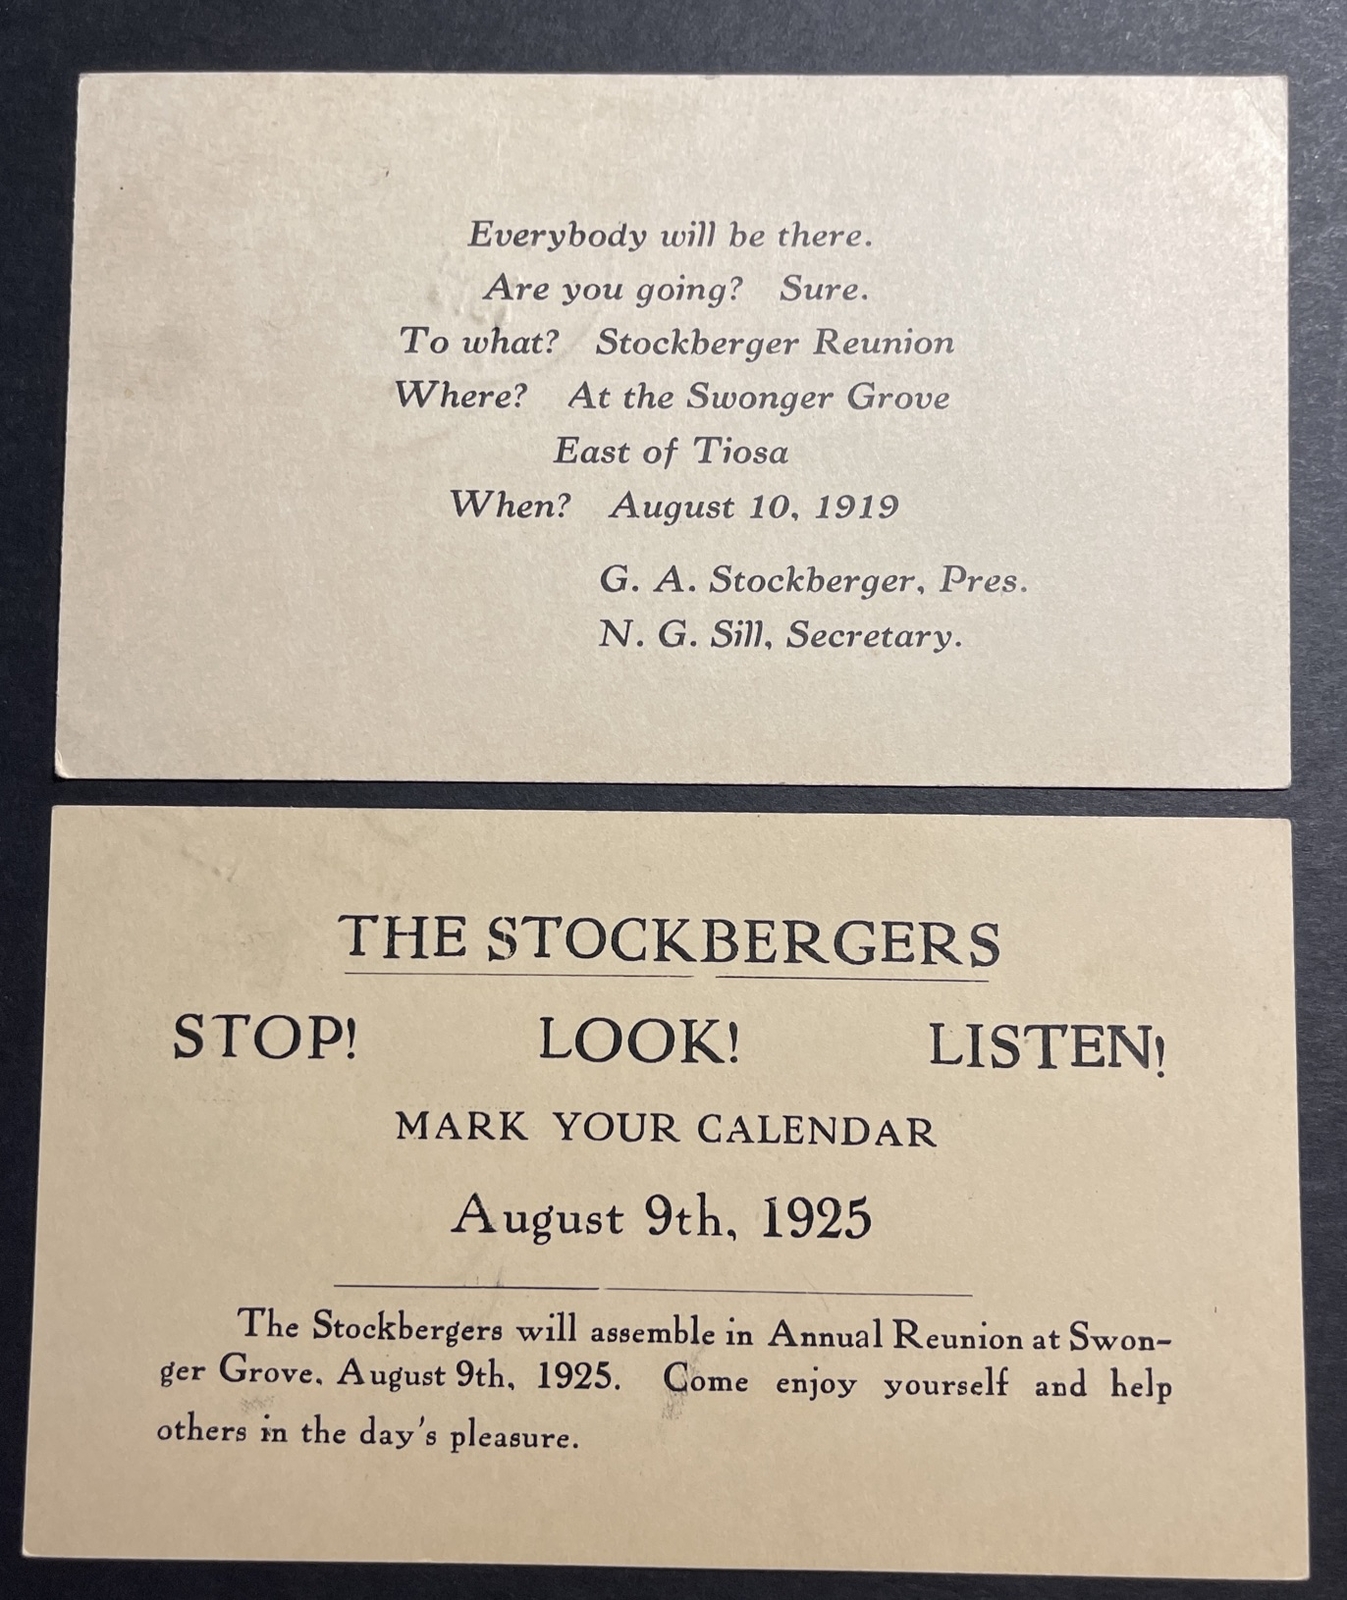 Everybody will be there.
Are you going? Sure.
To what? Stockberger Reunion
Where? At the Swonger Grove
East of Tiosa
When? August 10, 1919
G. A. Stockberger, Pres.
N. G. Sill, Secretary.
THE STOCKBERGERS
STOP! LOOK! LISTEN!
MARK YOUR CALENDAR
August 9th, 1925
The Stockbergers will assemble in Annual Reunion at Swon-
ger Grove, August 9th, 1925. Come enjoy yourself and help
others in the day's pleasure.